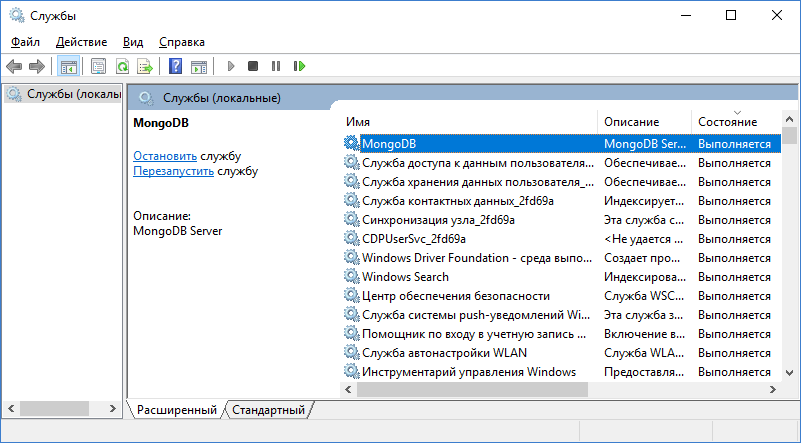 Службы
Файл Действие Вид Справка
Службы (локальн
Службы (локальные)
MongoDB
Остановить службу
Перезапустить службу
Описание:
MongoDB Server
Имя Описание Состояние
MongoDB MongoDB Ser... Выполняется
Служба доступа к данным пользователя... Обеспечивае... Выполняется
Служба хранения данных пользователя_... Обеспечивае... Выполняется
Служба контактных данных_2fd69a Индексирует... Выполняется
Синхронизация узла_2fd69a Эта служба с... Выполняется
CDPUserSvc_2fd69a <Не удается ... Выполняется
Windows Driver Foundation - среда выпо... Создает про... Выполняется
Windows Search Индексирова... Выполняется
Центр обеспечения безопасности Служба WSC... Выполняется
Служба системы push-уведомлений Wi... Эта служба з... Выполняется
Помощник по входу в учетную запись ... Включение в... Выполняется
Служба автонастройки WLAN Служба WLA... Выполняется
Инструментарий управления Windows Предоставля... Выполняется
Расширенный Стандартный